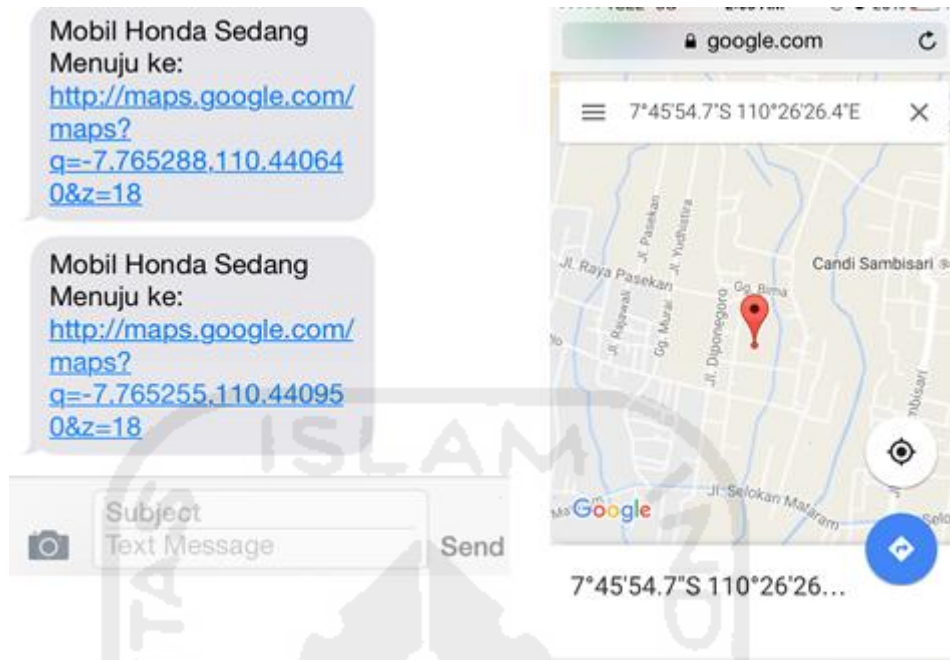 Mobil Honda Sedang
Menuju ke:
http://maps.google.com/
maps?
q=-7.765288,110.44064
0&z=18
Mobil Honda Sedang
Menuju ke:
http://maps.google.com/
maps?
q=-7.765255,110.44095
0&z=18
Subject
Text Message
Send
google.com
7°45'54.7"S 110°26'26.4"E
Jl. Pasekan
Jl. Yudhistira
Jl. Raya Pasekan
Candi Sambisari
Gg. Bima
Jl. Rajawali
Gg. Murai
Jl. Diponegoro
Jl. Selokan Mataram
Google
7°45'54.7"S 110°26'26...
ISLAM